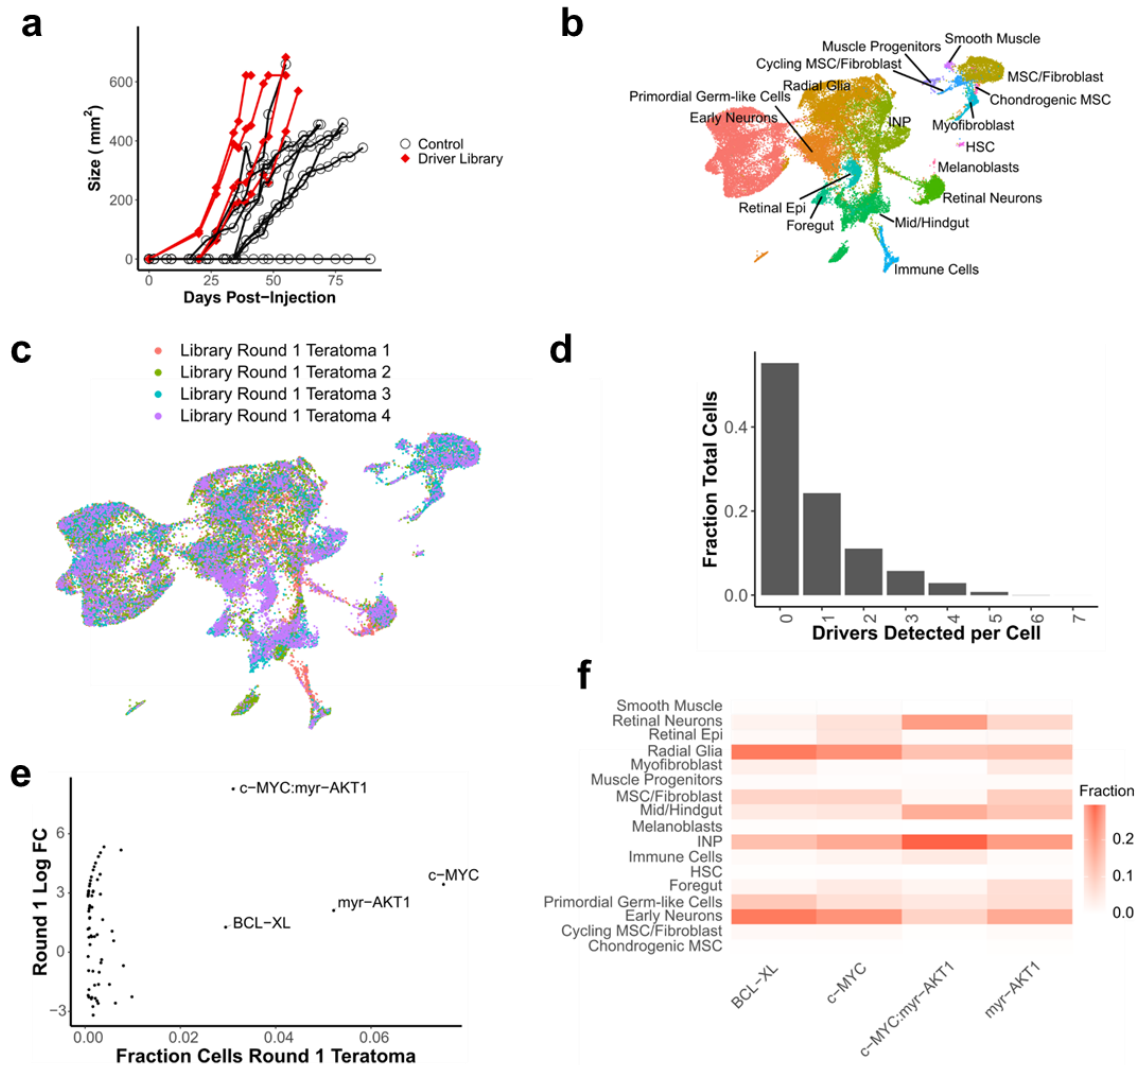 a
600
400
200
0
Size ( mm²)
0
25
50
75
Days Post−Injection
Control
Driver Library
b
Smooth Muscle
Muscle Progenitors
Cycling MSC/Fibroblast
MSC/Fibroblast
Radial Glia
Primordial Germ-like Cells
Chondrogenic MSC
Early Neurons
INP
Myofibroblast
HSC
Melanoblasts
Retinal Neurons
Retinal Epi
Foregut
Mid/Hindgut
Immune Cells
c
Library Round 1 Teratoma 1
Library Round 1 Teratoma 2
Library Round 1 Teratoma 3
Library Round 1 Teratoma 4
d
Fraction Total Cells
0.4
0.2
0.0
0
1
2
3
4
5
6
7
Drivers Detected per Cell
e
Round 1 Log FC
6
3
0
−3
c−MYC:myr−AKT1
c−MYC
myr−AKT1
BCL−XL
0.00
0.02
0.04
0.06
Fraction Cells Round 1 Teratoma
f
Smooth Muscle
Retinal Neurons
Retinal Epi
Radial Glia
Myofibroblast
Muscle Progenitors
MSC/Fibroblast
Mid/Hindgut
Melanoblasts
INP
Immune Cells
HSC
Foregut
Primordial Germ−like Cells
Early Neurons
Cycling MSC/Fibroblast
Chondrogenic MSC
BCL−XL
c−MYC
c−MYC:myr−AKT1
myr−AKT1
Fraction
0.2
0.1
0.0